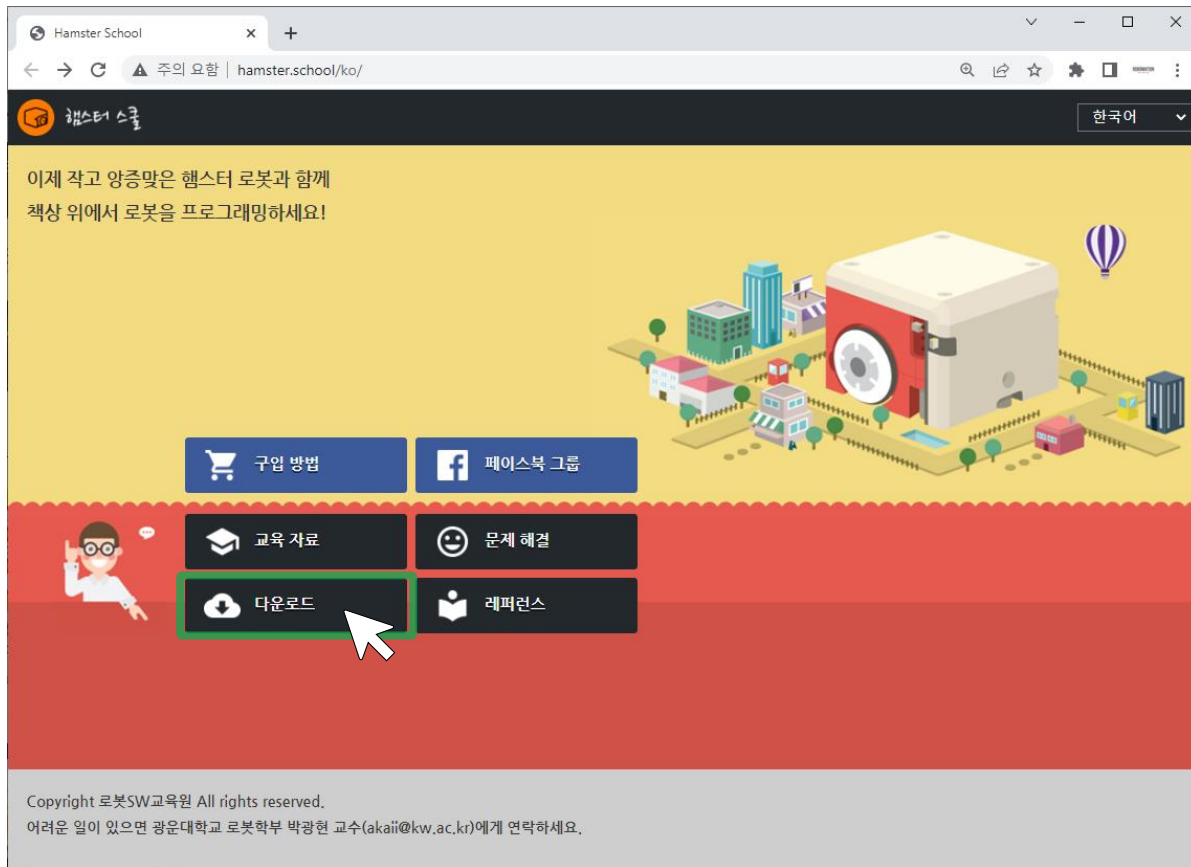 Hamster School
주의 요함 | hamster.school/ko/
햄스터 스쿨
한국어
이제 작고 앙증맞은 햄스터 로봇과 함께
책상 위에서 로봇을 프로그래밍하세요!
구입 방법
페이스북 그룹
교육 자료
문제 해결
다운로드
레퍼런스
Copyright 로봇SW교육원 All rights reserved.
어려운 일이 있으면 광운대학교 로봇학부 박광현 교수(akaii@kw.ac.kr)에게 연락하세요.